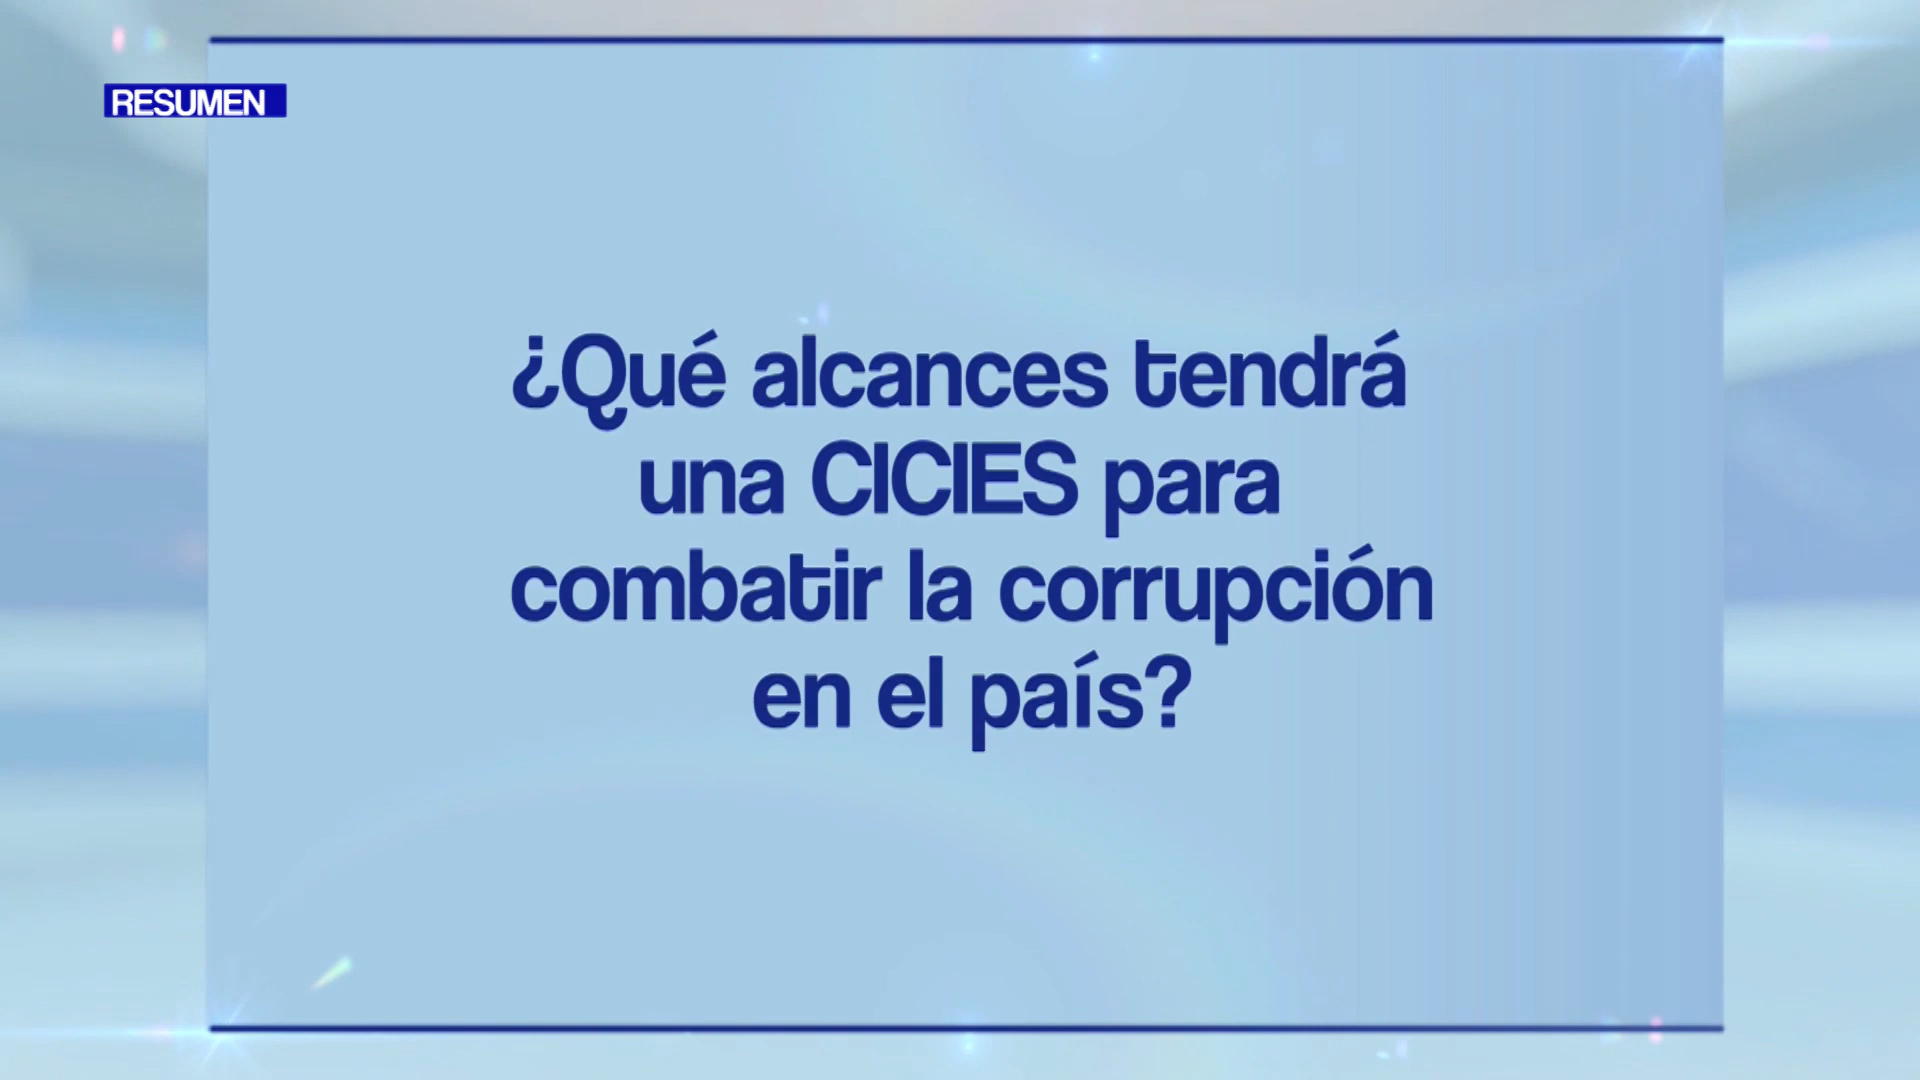 RESUMEN
¿Qué alcances tendrá
una CICIES para
combatir la corrupción
en el país?